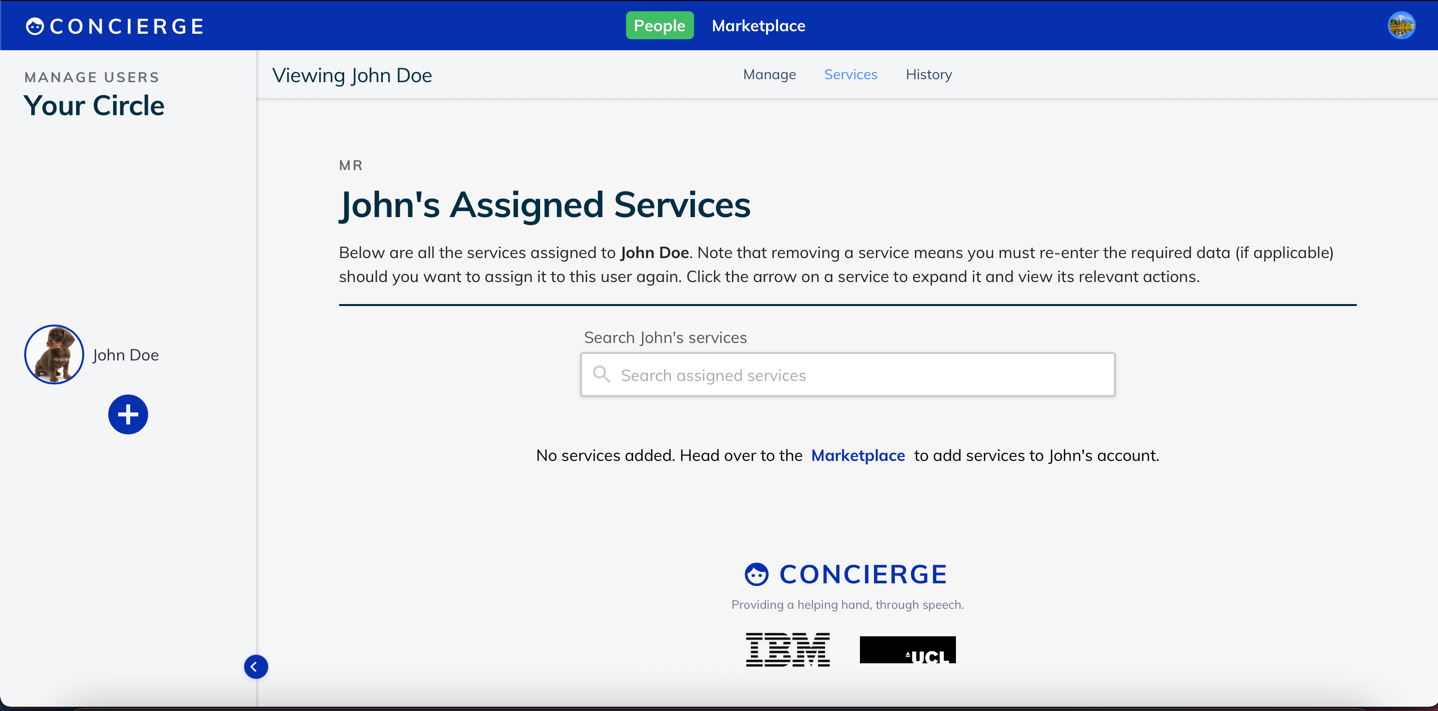 CONCIERGE
People
Marketplace
MANAGE USERS
Your Circle
John Doe
Viewing John Doe
Manage
Services
History
MR
John's Assigned Services
Below are all the services assigned to John Doe. Note that removing a service means you must re-enter the required data (if applicable)
should you want to assign it to this user again. Click the arrow on a service to expand it and view its relevant actions.
Search John's services
Search assigned services
No services added. Head over to the Marketplace to add services to John's account.
CONCIERGE
Providing a helping hand, through speech.
IBM
UCL